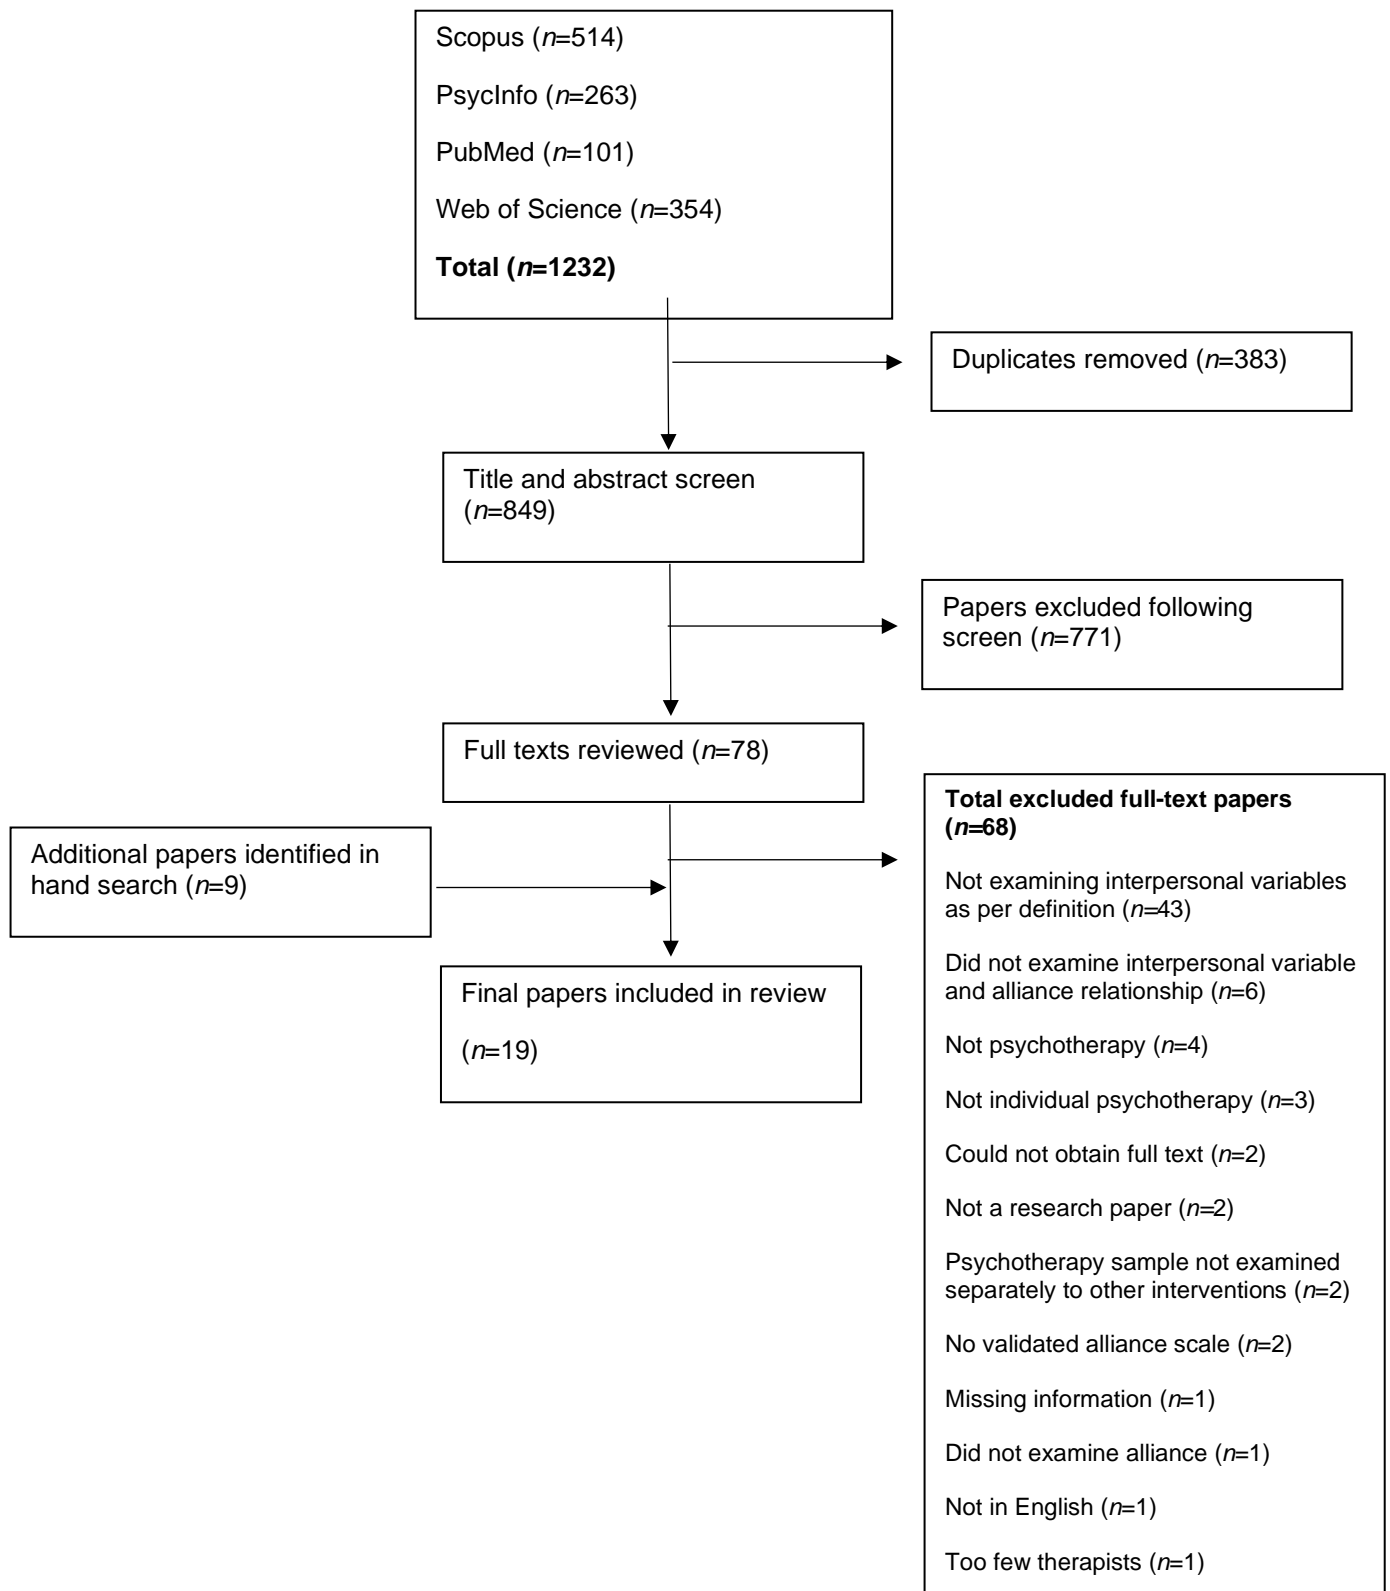 Scopus (n=514)
PsycInfo (n=263)
PubMed (n=101)
Web of Science (n=354)
Total (n=1232)
Duplicates removed (n=383)
Title and abstract screen
(n=849)
Papers excluded following
screen (n=771)
Full texts reviewed (n=78)
Additional papers identified in
hand search (n=9)
Total excluded full-text papers
(n=68)
Not examining interpersonal variables
as per definition (n=43)
Did not examine interpersonal variable
and alliance relationship (n=6)
Not psychotherapy (n=4)
Not individual psychotherapy (n=3)
Could not obtain full text (n=2)
Not a research paper (n=2)
Psychotherapy sample not examined
separately to other interventions (n=2)
No validated alliance scale (n=2)
Missing information (n=1)
Did not examine alliance (n=1)
Not in English (n=1)
Too few therapists (n=1)
Final papers included in review
(n=19)